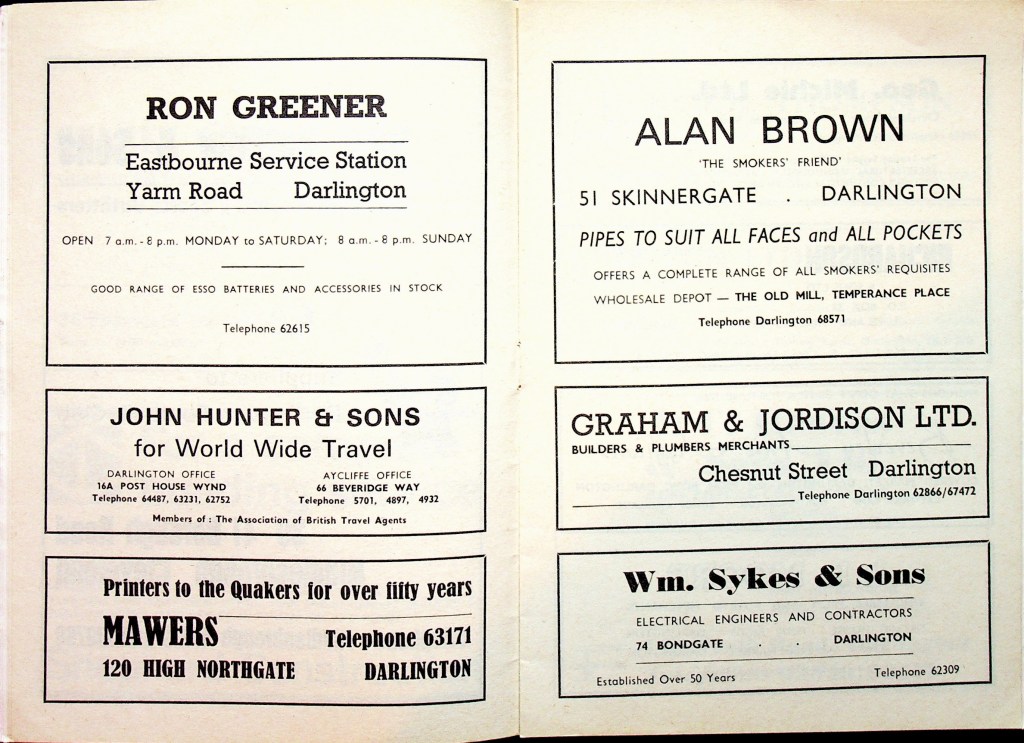 RON GREENER
Eastbourne Service Station
Yarm Road Darlington
OPEN 7 a.m. - 8 p.m. MONDAY to SATURDAY; 8 a.m. - 8 p.m. SUNDAY
GOOD RANGE OF ESSO BATTERIES AND ACCESSORIES IN STOCK
Telephone 62615
JOHN HUNTER & SONS
for World Wide Travel
DARLINGTON OFFICE AYCLIFFE OFFICE
16A POST HOUSE WYND 66 BEVERIDGE WAY
Telephone 64487, 63231, 62752 Telephone 5701, 4897, 4932
Members of : The Association of British Travel Agents
Printers to the Quakers for over fifty years
MAWERS Telephone 63171
120 HIGH NORTHGATE DARLINGTON
ALAN BROWN
'THE SMOKERS' FRIEND'
51 SKINNERGATE . DARLINGTON
PIPES TO SUIT ALL FACES and ALL POCKETS
OFFERS A COMPLETE RANGE OF ALL SMOKERS' REQUISITES
WHOLESALE DEPOT — THE OLD MILL, TEMPERANCE PLACE
Telephone Darlington 68571
GRAHAM & JORDISON LTD.
BUILDERS & PLUMBERS MERCHANTS
Chesnut Street Darlington
Telephone Darlington 62866/67472
Wm. Sykes & Sons
ELECTRICAL ENGINEERS AND CONTRACTORS
74 BONDGATE . DARLINGTON
Established Over 50 Years Telephone 62309